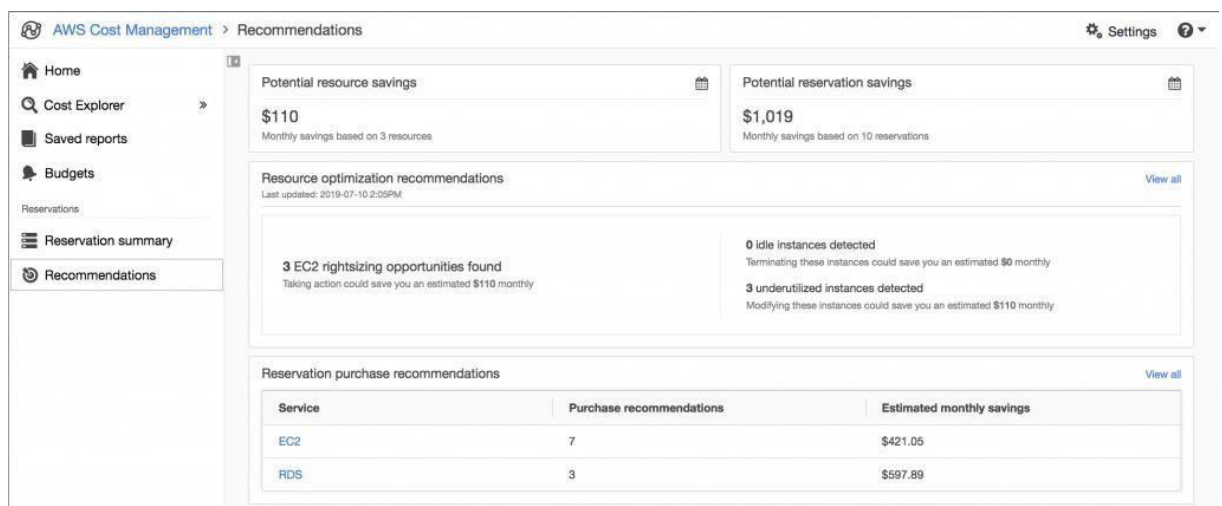 AWS Cost Management > Recommendations
Settings
Home
Cost Explorer »
Saved reports
Budgets
Reservations
Reservation summary
Recommendations
Potential resource savings
$110
Monthly savings based on 3 resources
Potential reservation savings
$1,019
Monthly savings based on 10 reservations
Resource optimization recommendations
View all
Last updated: 2019-07-10 2:05PM
3 EC2 rightsizing opportunities found
Taking action could save you an estimated $110 monthly
0 idle instances detected
Terminating these instances could save you an estimated $0 monthly
3 underutilized instances detected
Modifying these instances could save you an estimated $110 monthly
Reservation purchase recommendations
View all
Service Purchase recommendations Estimated monthly savings
EC2 7 $421.05
RDS 3 $597.89